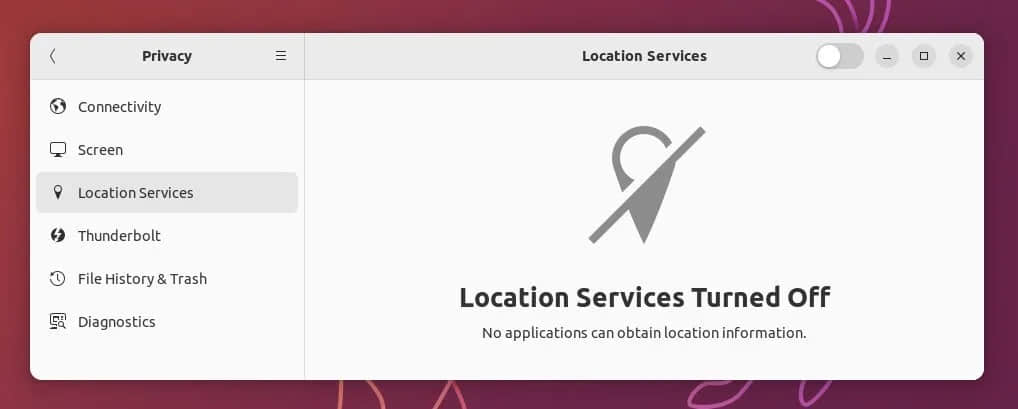 Privacy
Location Services
Connectivity
Screen
Location Services
Thunderbolt
File History & Trash
Diagnostics
Location Services Turned Off
No applications can obtain location information.